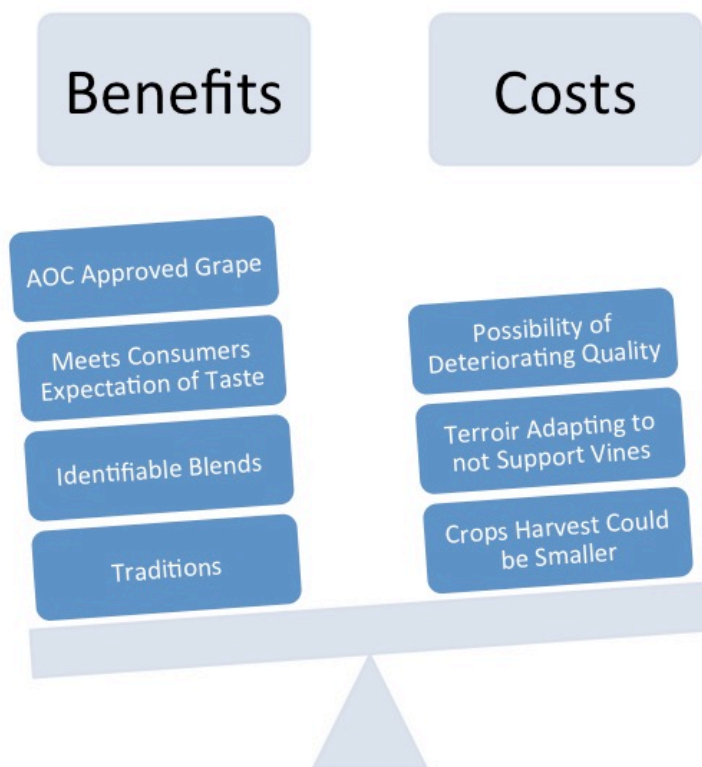 Benefits
Costs
AOC Approved Grape
Meets Consumers
Expectation of Taste
Identifiable Blends
Traditions
Possibility of
Deteriorating Quality
Terroir Adapting to
not Support Vines
Crops Harvest Could
be Smaller